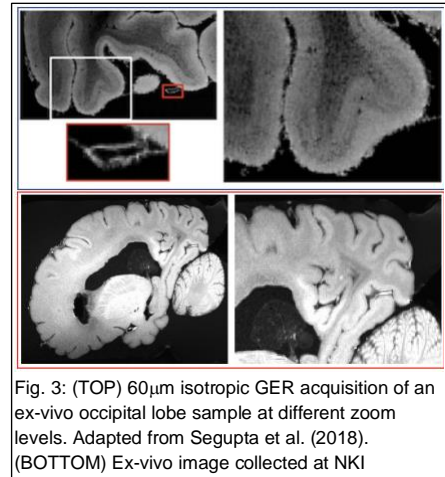 Fig. 3: (TOP) 60μm isotropic GER acquisition of an
ex-vivo occipital lobe sample at different zoom
levels. Adapted from Segupta et al. (2018).
(BOTTOM) Ex-vivo image collected at NKI